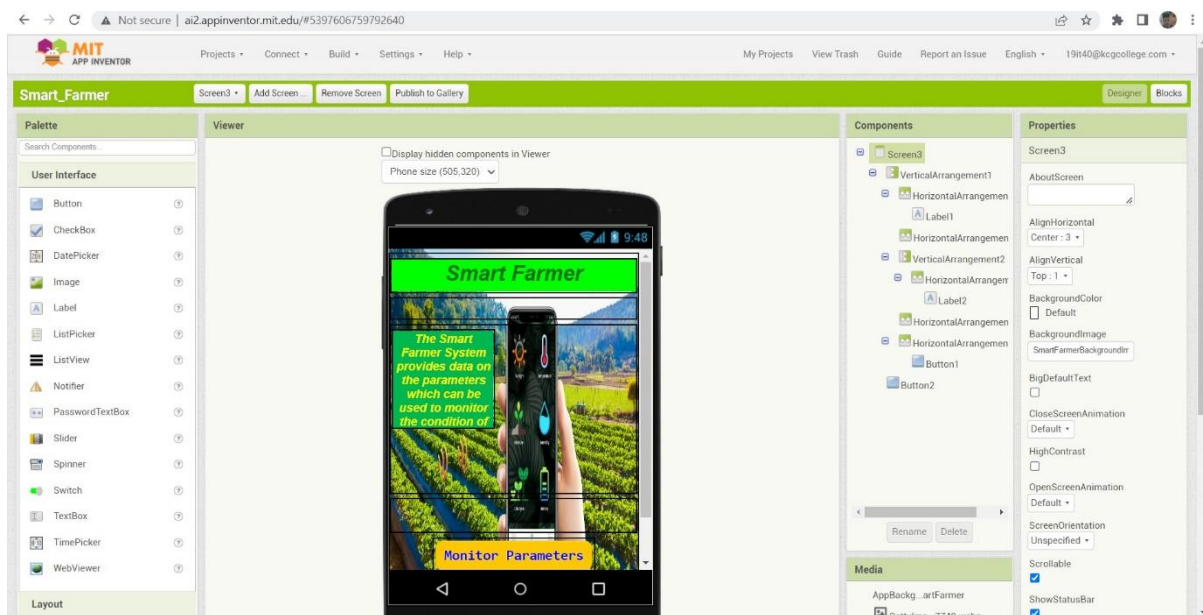 Not secure | ai2.appinventor.mit.edu/#5397606759792640
MIT
APP INVENTOR
Projects Connect Build Settings Help
My Projects View Trash Guide Report an Issue English 19it40@kcgcollege.com
Smart_Farmer
Screen3 Add Screen ... Remove Screen Publish to Gallery
Designer Blocks
Palette
Search Components...
User Interface
Button
CheckBox
DatePicker
Image
Label
ListPicker
ListView
Notifier
PasswordTextBox
Slider
Spinner
Switch
TextBox
TimePicker
WebViewer
Layout
Viewer
Display hidden components in Viewer
Phone size (505,320)
9:48
Smart Farmer
The Smart
Farmer System
provides data on
the parameters
which can be
used to monitor
the condition of
Monitor Parameters
Components
Screen3
VerticalArrangement1
HorizontalArrangemen
Label1
HorizontalArrangemen
VerticalArrangement2
HorizontalArrangem
Label2
HorizontalArrangemen
HorizontalArrangemen
Button1
Button2
Rename Delete
Media
AppBackg...artFarmer
Properties
Screen3
AboutScreen
AlignHorizontal
Center : 3
AlignVertical
Top : 1
BackgroundColor
Default
BackgroundImage
SmartFarmerBackgroundIm
BigDefaultText
CloseScreenAnimation
Default
HighContrast
OpenScreenAnimation
Default
ScreenOrientation
Unspecified
Scrollable
ShowStatusBar